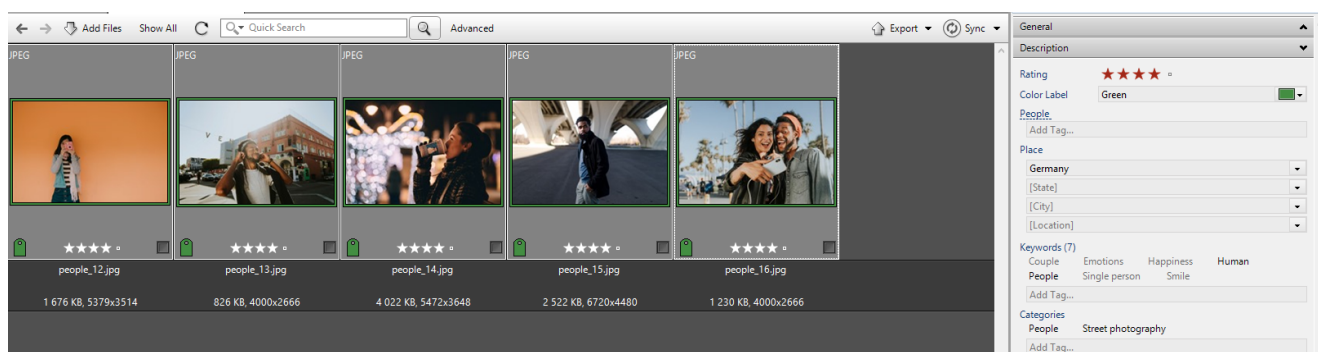 Add Files Show All Quick Search Advanced Export Sync
JPEG JPEG JPEG JPEG JPEG
people_12.jpg people_13.jpg people_14.jpg people_15.jpg people_16.jpg
1 676 KB, 5379x3514 826 KB, 4000x2666 4 022 KB, 5472x3648 2 522 KB, 6720x4480 1 230 KB, 4000x2666
General
Description
Rating
Color Label Green
People
Add Tag...
Place
Germany
[State]
[City]
[Location]
Keywords (7)
Couple Emotions Happiness Human
People Single person Smile
Add Tag...
Categories
People Street photography
Add Tag...